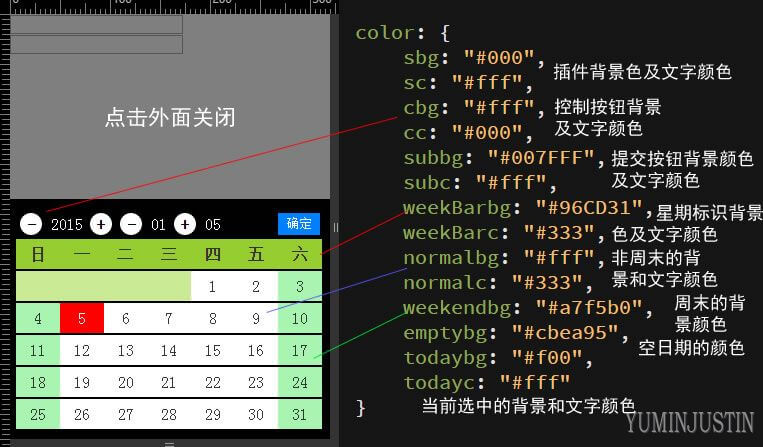 点击外面关闭
2015 01 05 确定
日 一 二 三 四 五 六
1 2 3
4 5 6 7 8 9 10
11 12 13 14 15 16 17
18 19 20 21 22 23 24
25 26 27 28 29 30 31
color: {
sbg: "#000",
sc: "#fff",
插件背景色及文字颜色
cbg: "#fff",
cc: "#000",
控制按钮背景
及文字颜色
subbg: "#007FFF",
subc: "#fff",
提交按钮背景颜色
及文字颜色
weekBarbg: "#96CD31",
weekBarc: "#333",
星期标识背景
色及文字颜色
normalbg: "#fff",
normalc: "#333",
非周末的背
景和文字颜色
weekendbg: "#a7f5b0",
周末的背
景颜色
emptybg: "#cbea95",
空日期的颜色
todaybg: "#f00",
todayc: "#fff"
}
当前选中的背景和文字颜色
YUMINJUSTIN